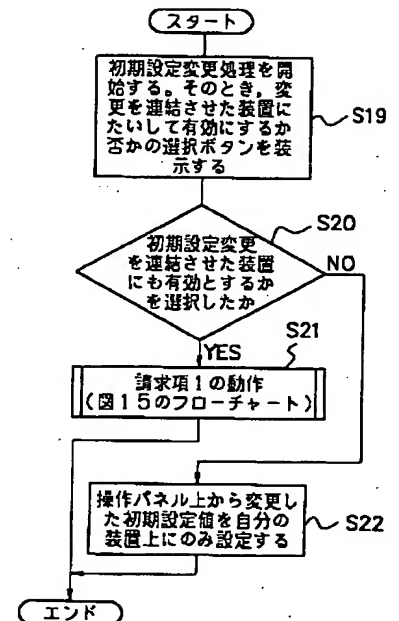 スタート
初期設定変更処理を開
始する。そのとき，変
更を連結させた装置に
たいして有効にするか
否かの選択ボタンを装
示する
S19
S20
初期設定変更
を連結させた装置
にも有効とするか
を選択したか
NO
YES
S21
請求項1の動作
(図15のフローチャート)
操作パネル上から変更し
た初期設定値を自分の
装置上にのみ設定する
S22
エンド